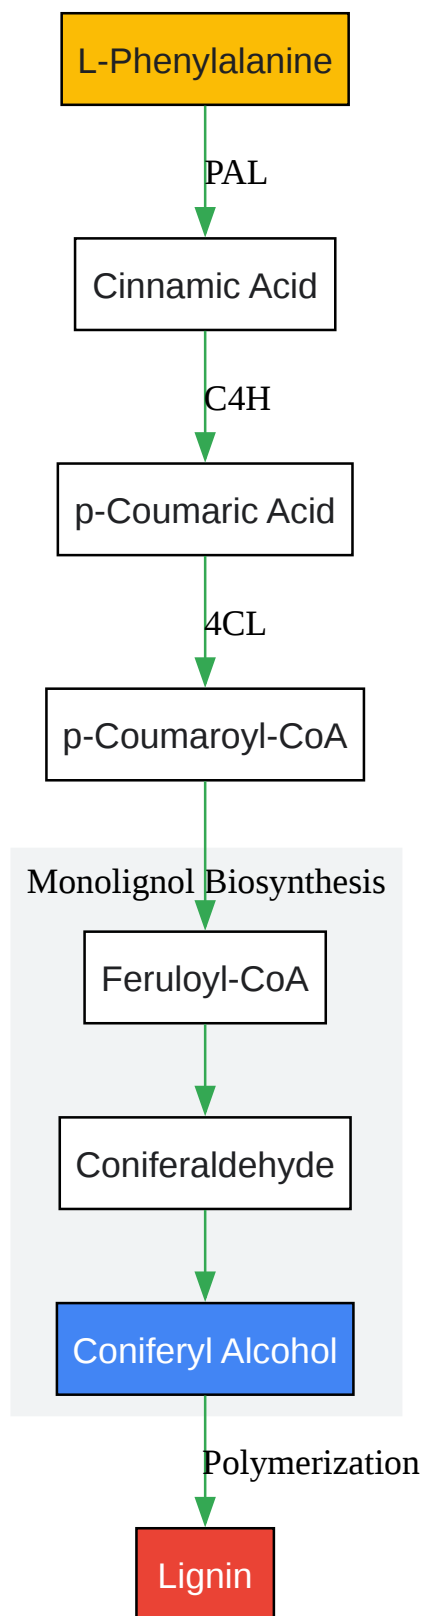 L-Phenylalanine
PAL
Cinnamic Acid
C4H
p-Coumaric Acid
4CL
p-Coumaroyl-CoA
Monolignol Biosynthesis
Feruloyl-CoA
Coniferaldehyde
Coniferyl Alcohol
Polymerization
Lignin